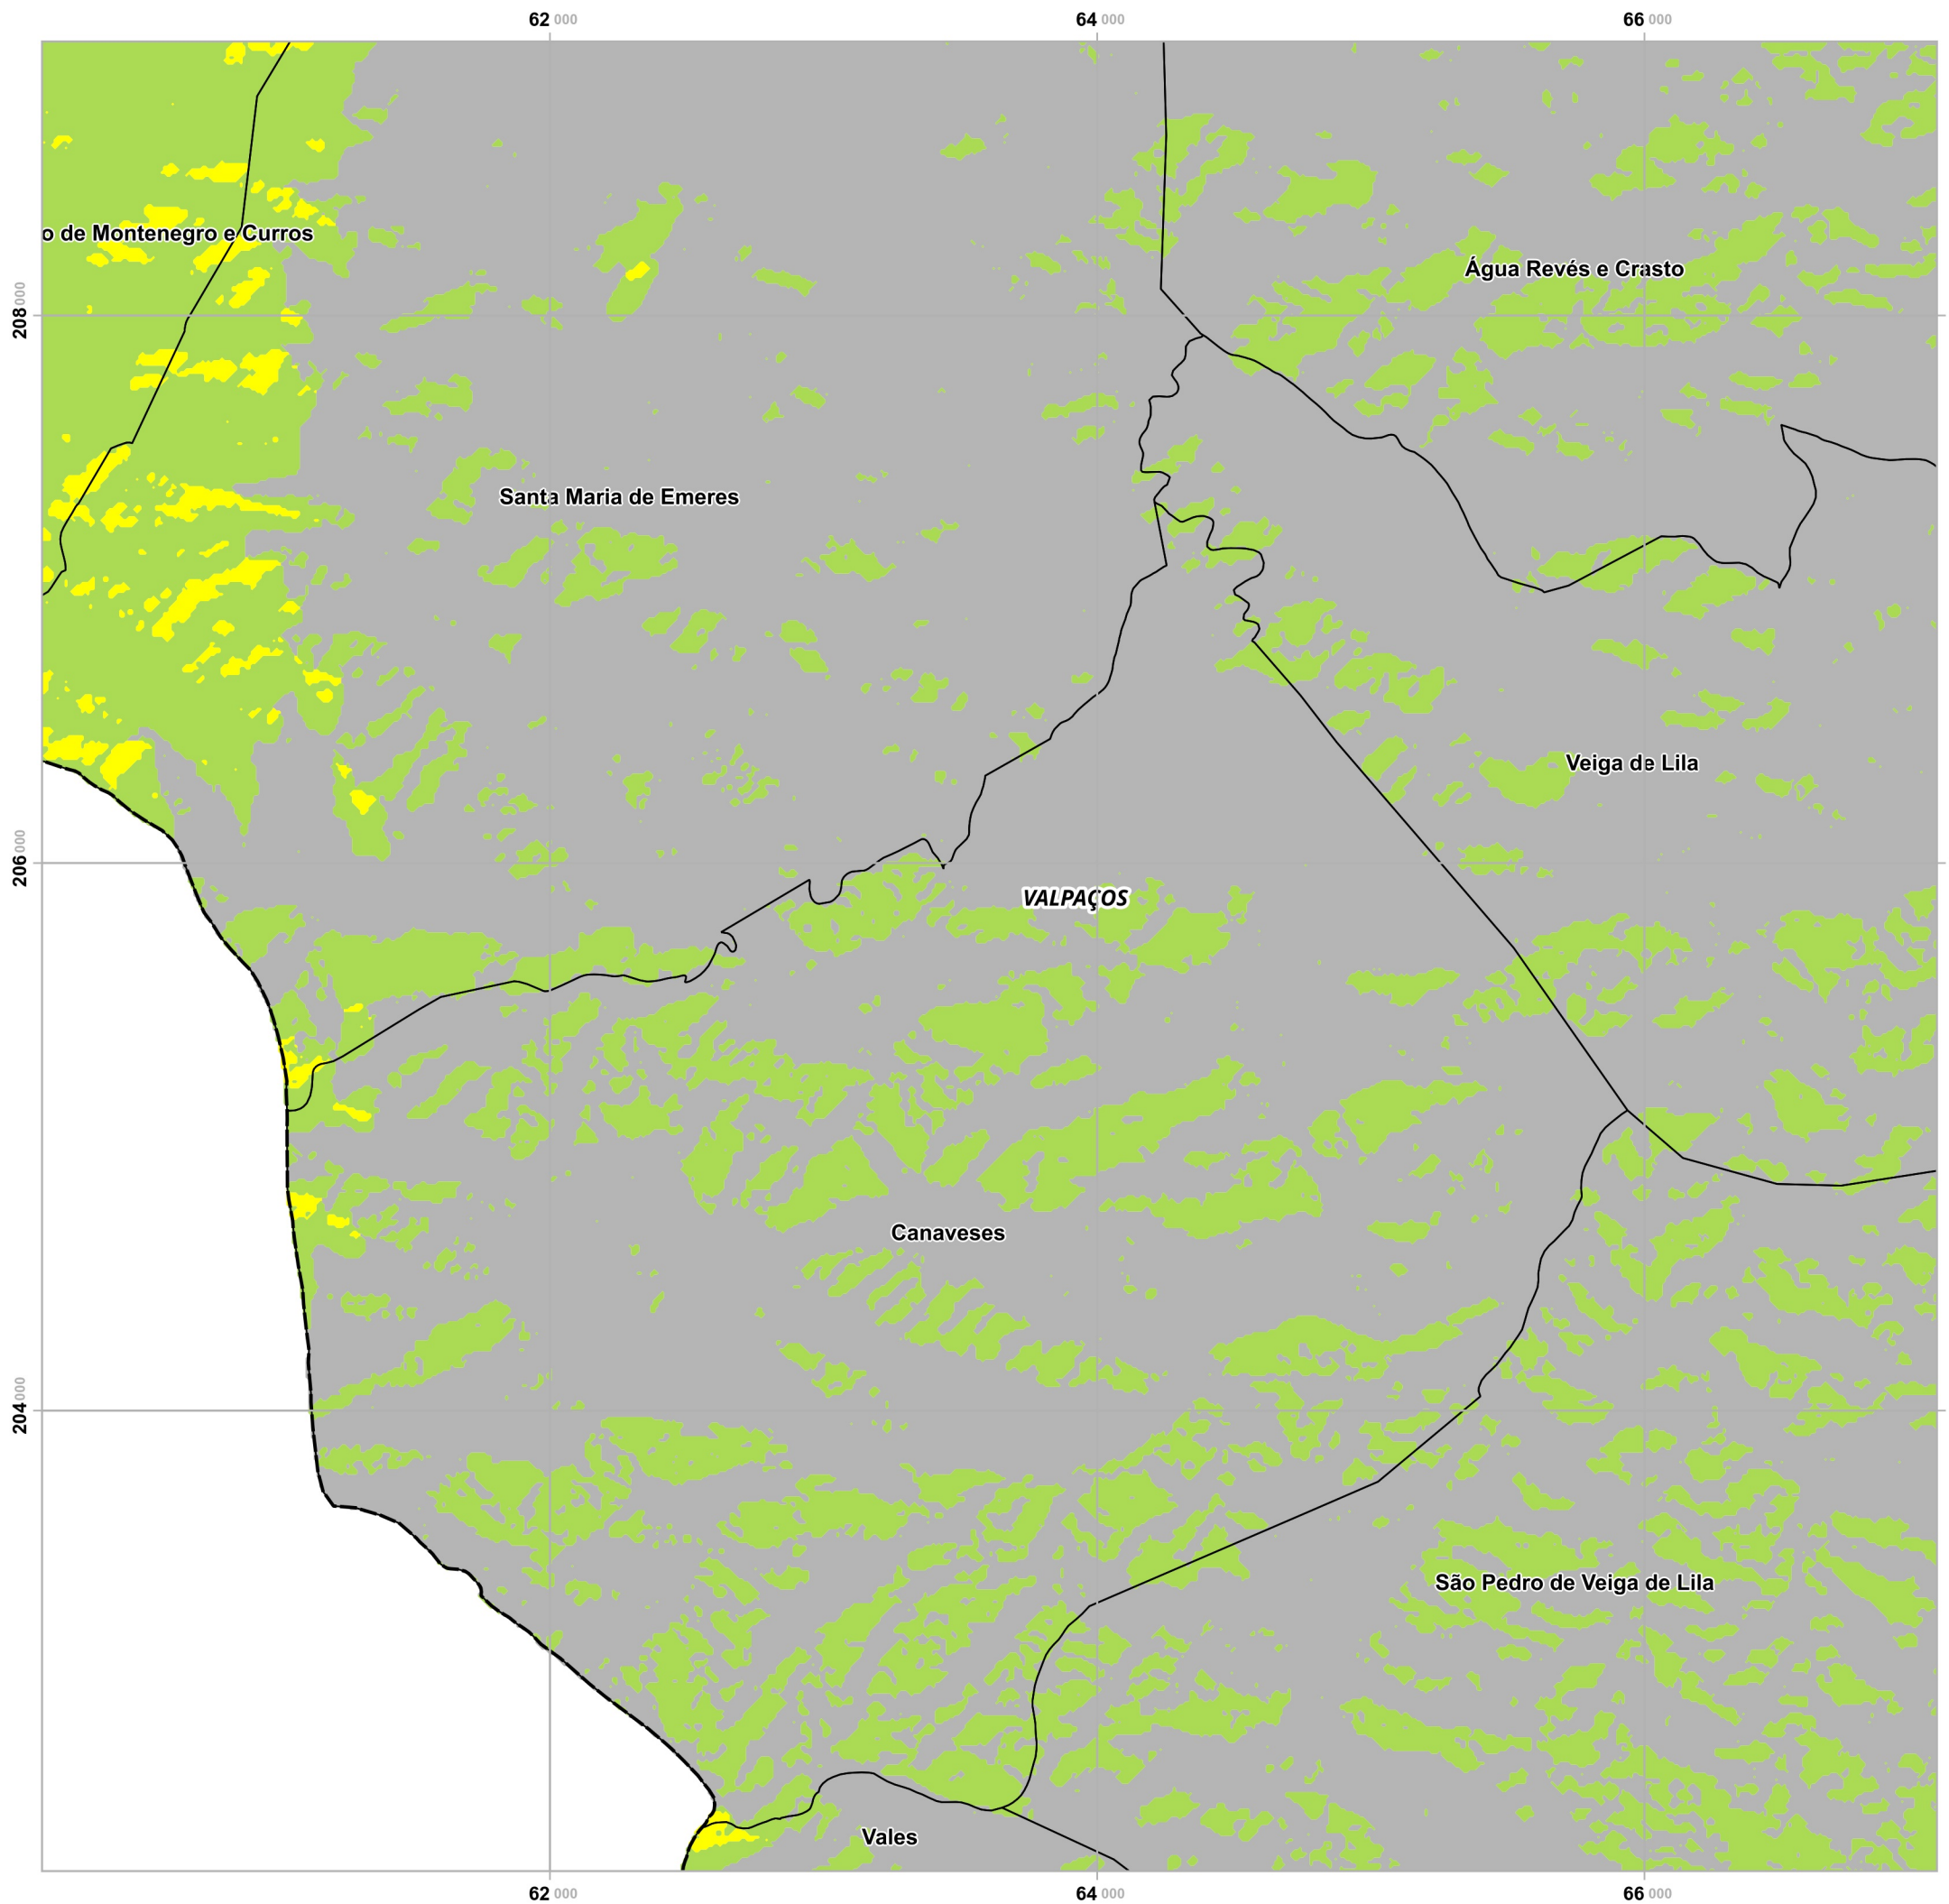 62 000 64 000 66 000
o de Montenegro e Curros
Água Revés e Crasto
208 000
Santa Maria de Emeres
Veiga de Lila
206 000
VALPAÇOS
Canaveses
204 000
São Pedro de Veiga de Lila
Vales
62 000 64 000 66 000